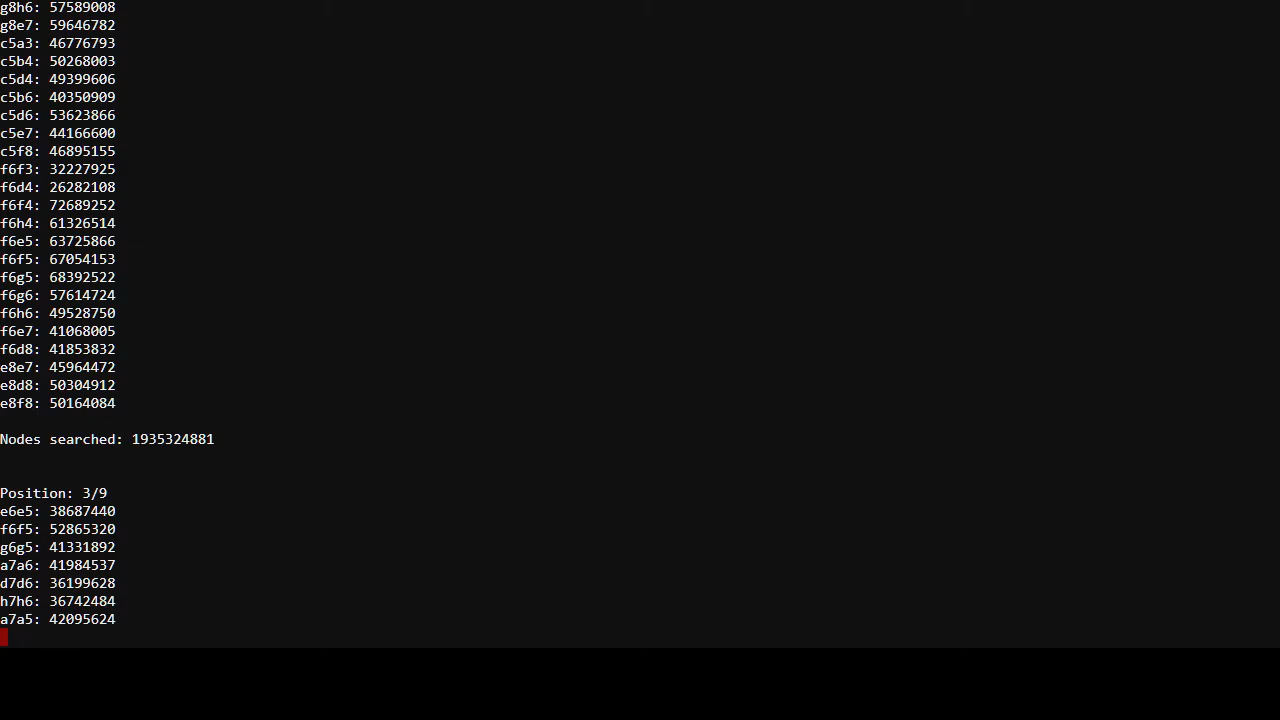 g8h6: 57589008
g8e7: 59646782
c5a3: 46776793
c5b4: 50268003
c5d4: 49399606
c5b6: 40350909
c5d6: 53623866
c5e7: 44166600
c5f8: 46895155
f6f3: 32227925
f6d4: 26282108
f6f4: 72689252
f6h4: 61326514
f6e5: 63725866
f6f5: 67054153
f6g5: 68392522
f6g6: 57614724
f6h6: 49528750
f6e7: 41068005
f6d8: 41853832
e8e7: 45964472
e8d8: 50304912
e8f8: 50164084
Nodes searched: 1935324881
Position: 3/9
e6e5: 38687440
f6f5: 52865320
g6g5: 41331892
a7a6: 41984537
d7d6: 36199628
h7h6: 36742484
a7a5: 42095624